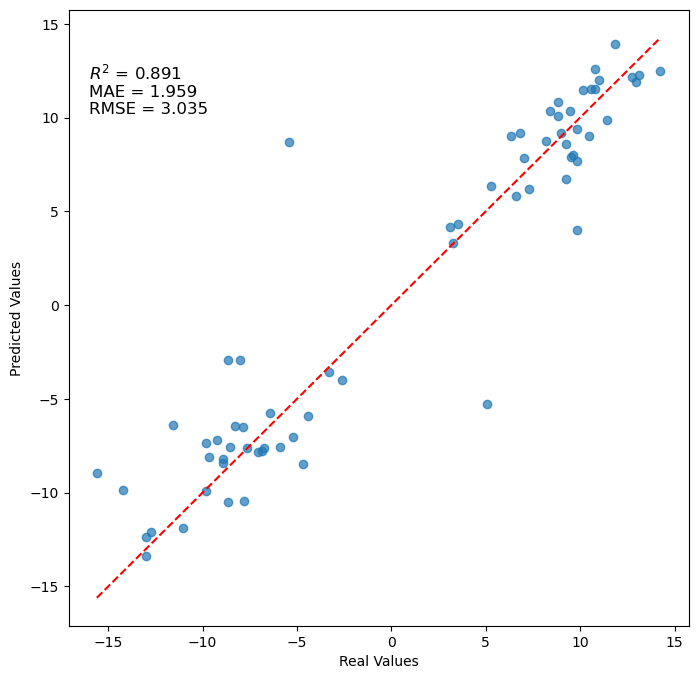 15
R² = 0.891
MAE = 1.959
RMSE = 3.035
10
5
0
−5
−10
−15
Predicted Values
−15 −10 −5 0 5 10 15
Real Values